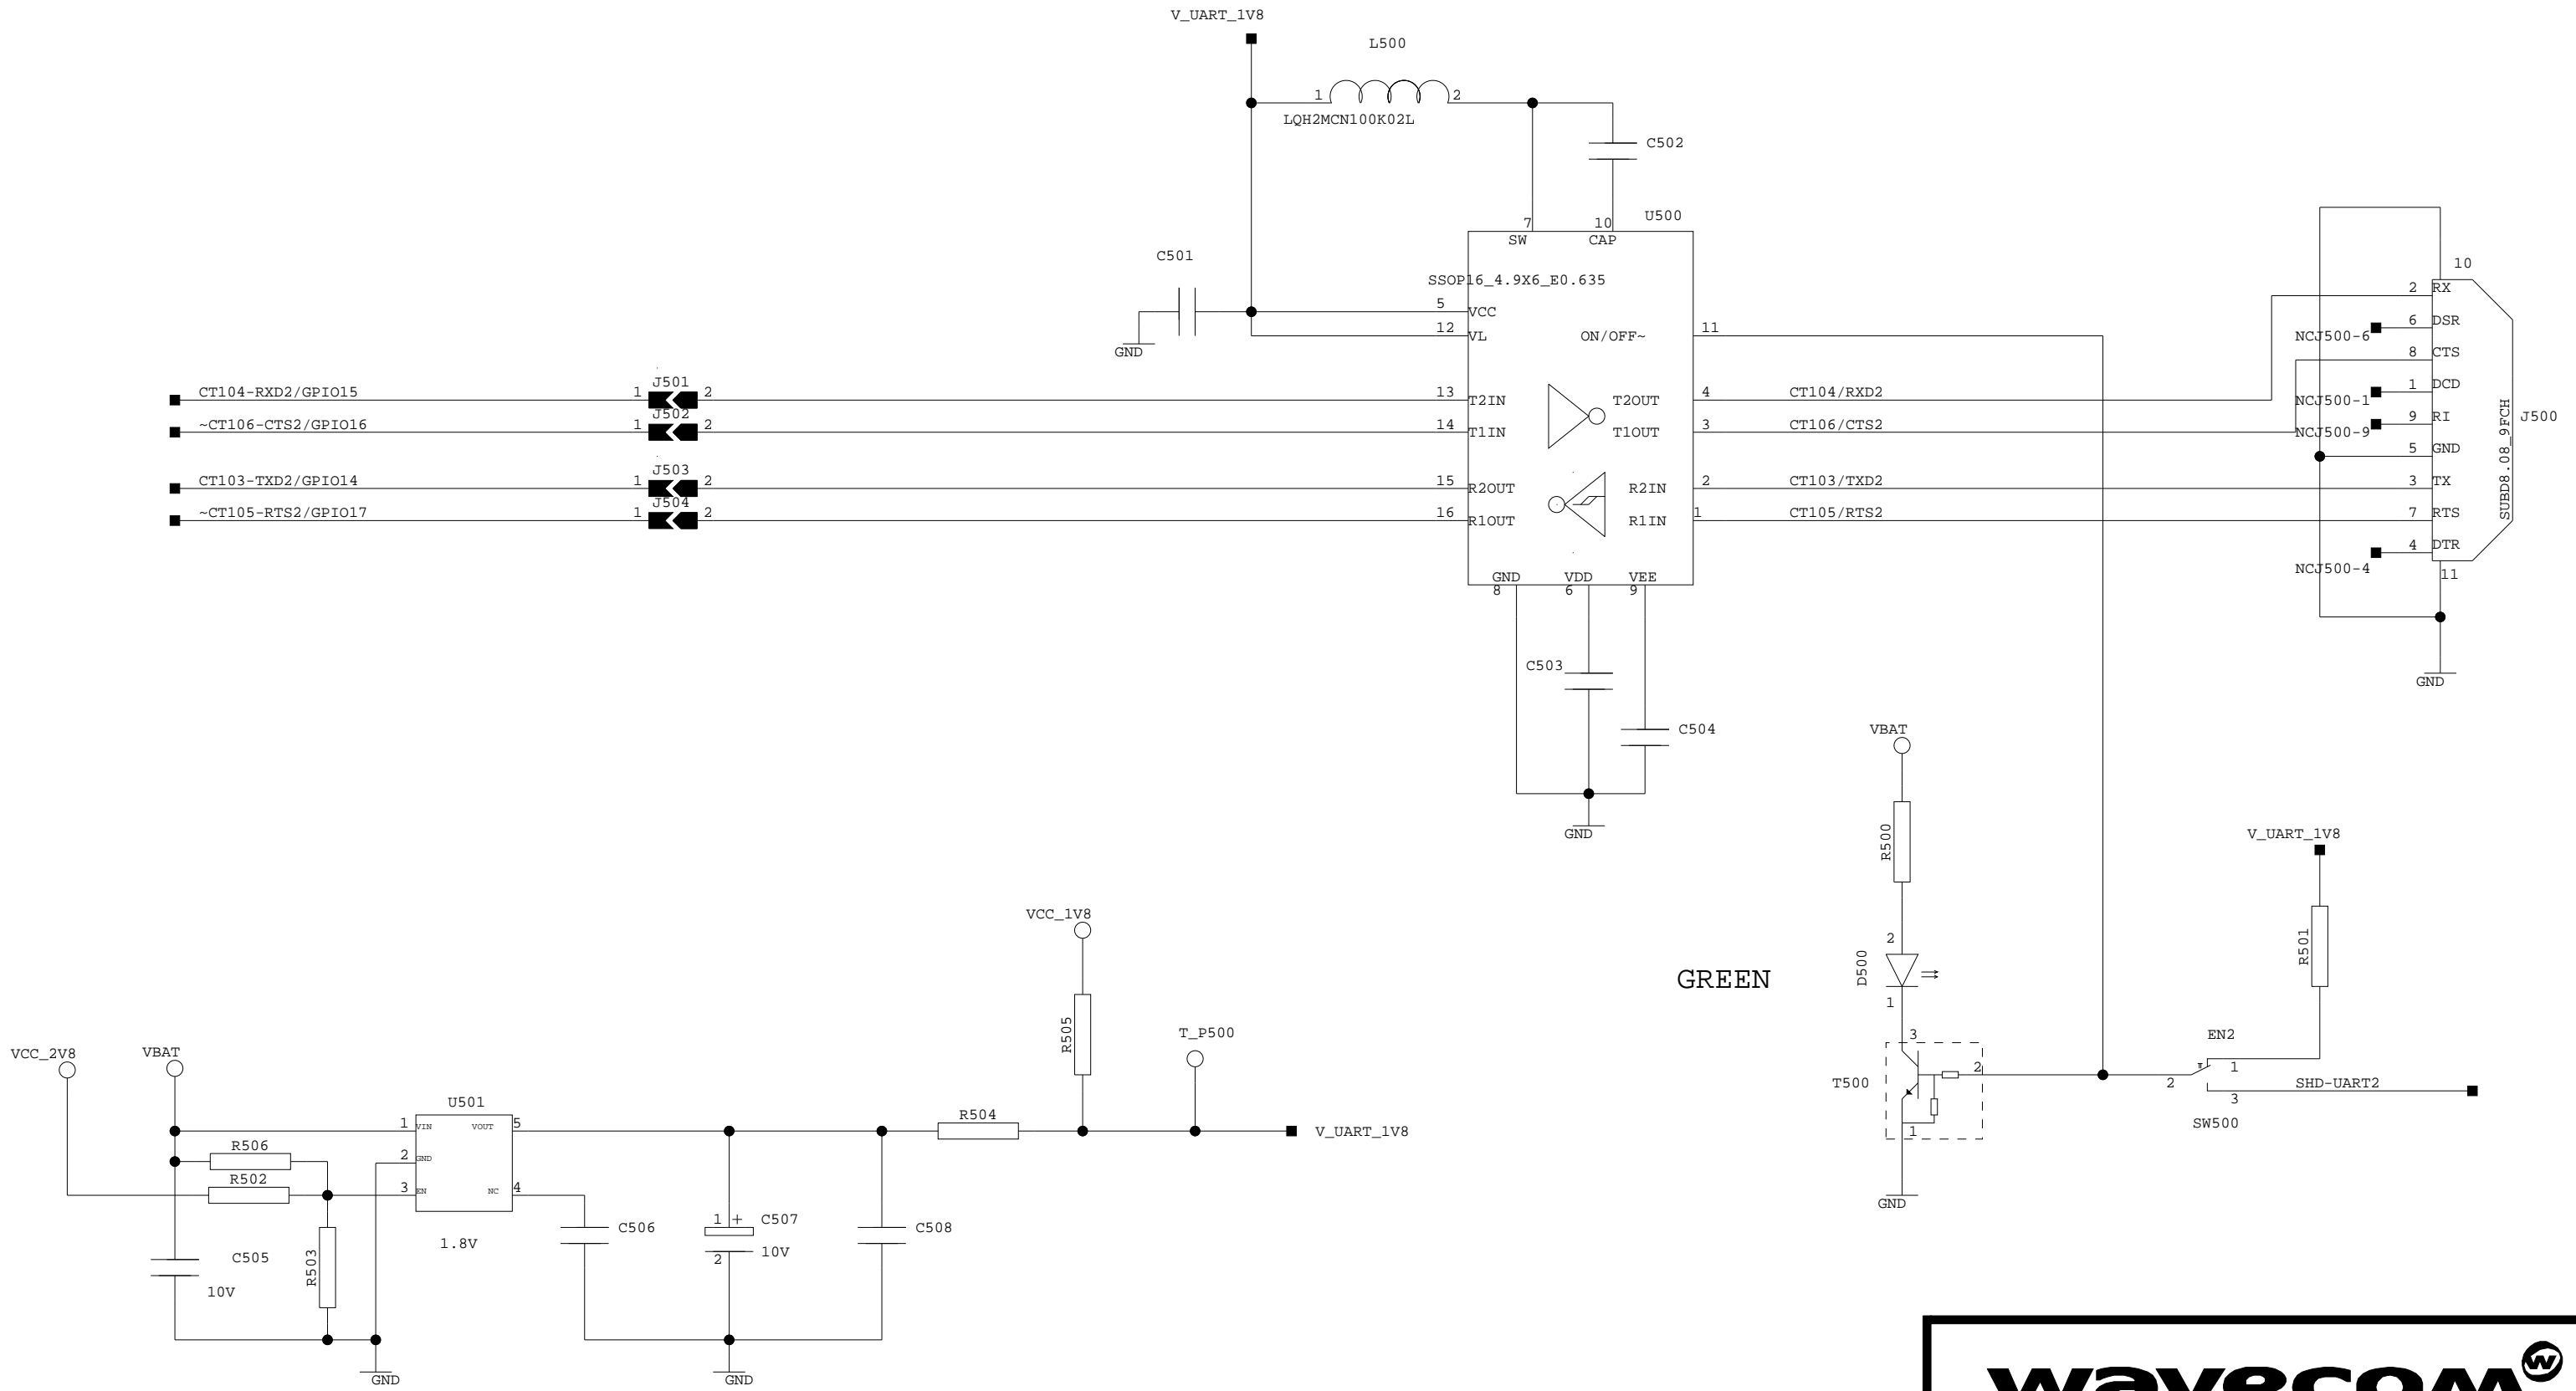 V_UART_1V8
L500
1
2
LQH2MCN100K02L
C502
U500
7
10
SW
CAP
C501
SSOP16_4.9X6_E0.635
GND
5
VCC
12
VL
ON/OFF~
11
CT104-RXD2/GPIO15
1
J501
2
13
T2IN
T2OUT
4
CT104/RXD2
~CT106-CTS2/GPIO16
1
J502
2
14
T1IN
T1OUT
3
CT106/CTS2
CT103-TXD2/GPIO14
1
J503
2
15
R2OUT
R2IN
2
CT103/TXD2
~CT105-RTS2/GPIO17
1
J504
2
16
R1OUT
R1IN
1
CT105/RTS2
GND
VDD
VEE
8
6
9
C503
C504
GND
10
2
RX
NCJ500-6
6
DSR
8
CTS
NCJ500-1
1
DCD
NCJ500-9
9
RI
5
GND
3
TX
7
RTS
NCJ500-4
4
DTR
11
SUBD8.08_9FCH
J500
GND
VBAT
R500
GREEN
2
D500
1
3
T500
2
1
GND
V_UART_1V8
R501
EN2
2
1
SHD-UART2
3
SW500
VCC_2V8
VBAT
U501
1
VIN
VOUT
5
R506
2
GND
R502
3
EN
NC
4
1.8V
C505
10V
R503
GND
C506
1
+
C507
10V
2
C508
GND
R504
VCC_1V8
R505
T_P500
V_UART_1V8
wavecom
W